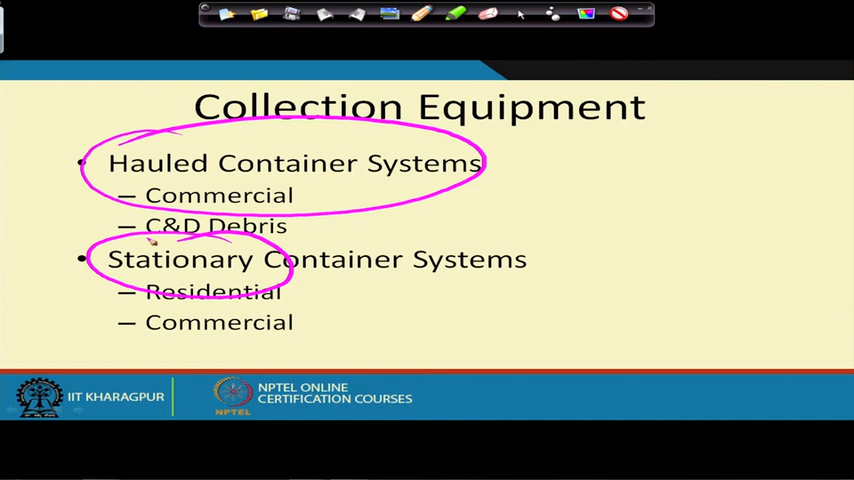 Collection Equipment
• Hauled Container Systems
– Commercial
– C&D Debris
• Stationary Container Systems
– Residential
– Commercial
IIT KHARAGPUR
NPTEL
NPTEL ONLINE
CERTIFICATION COURSES